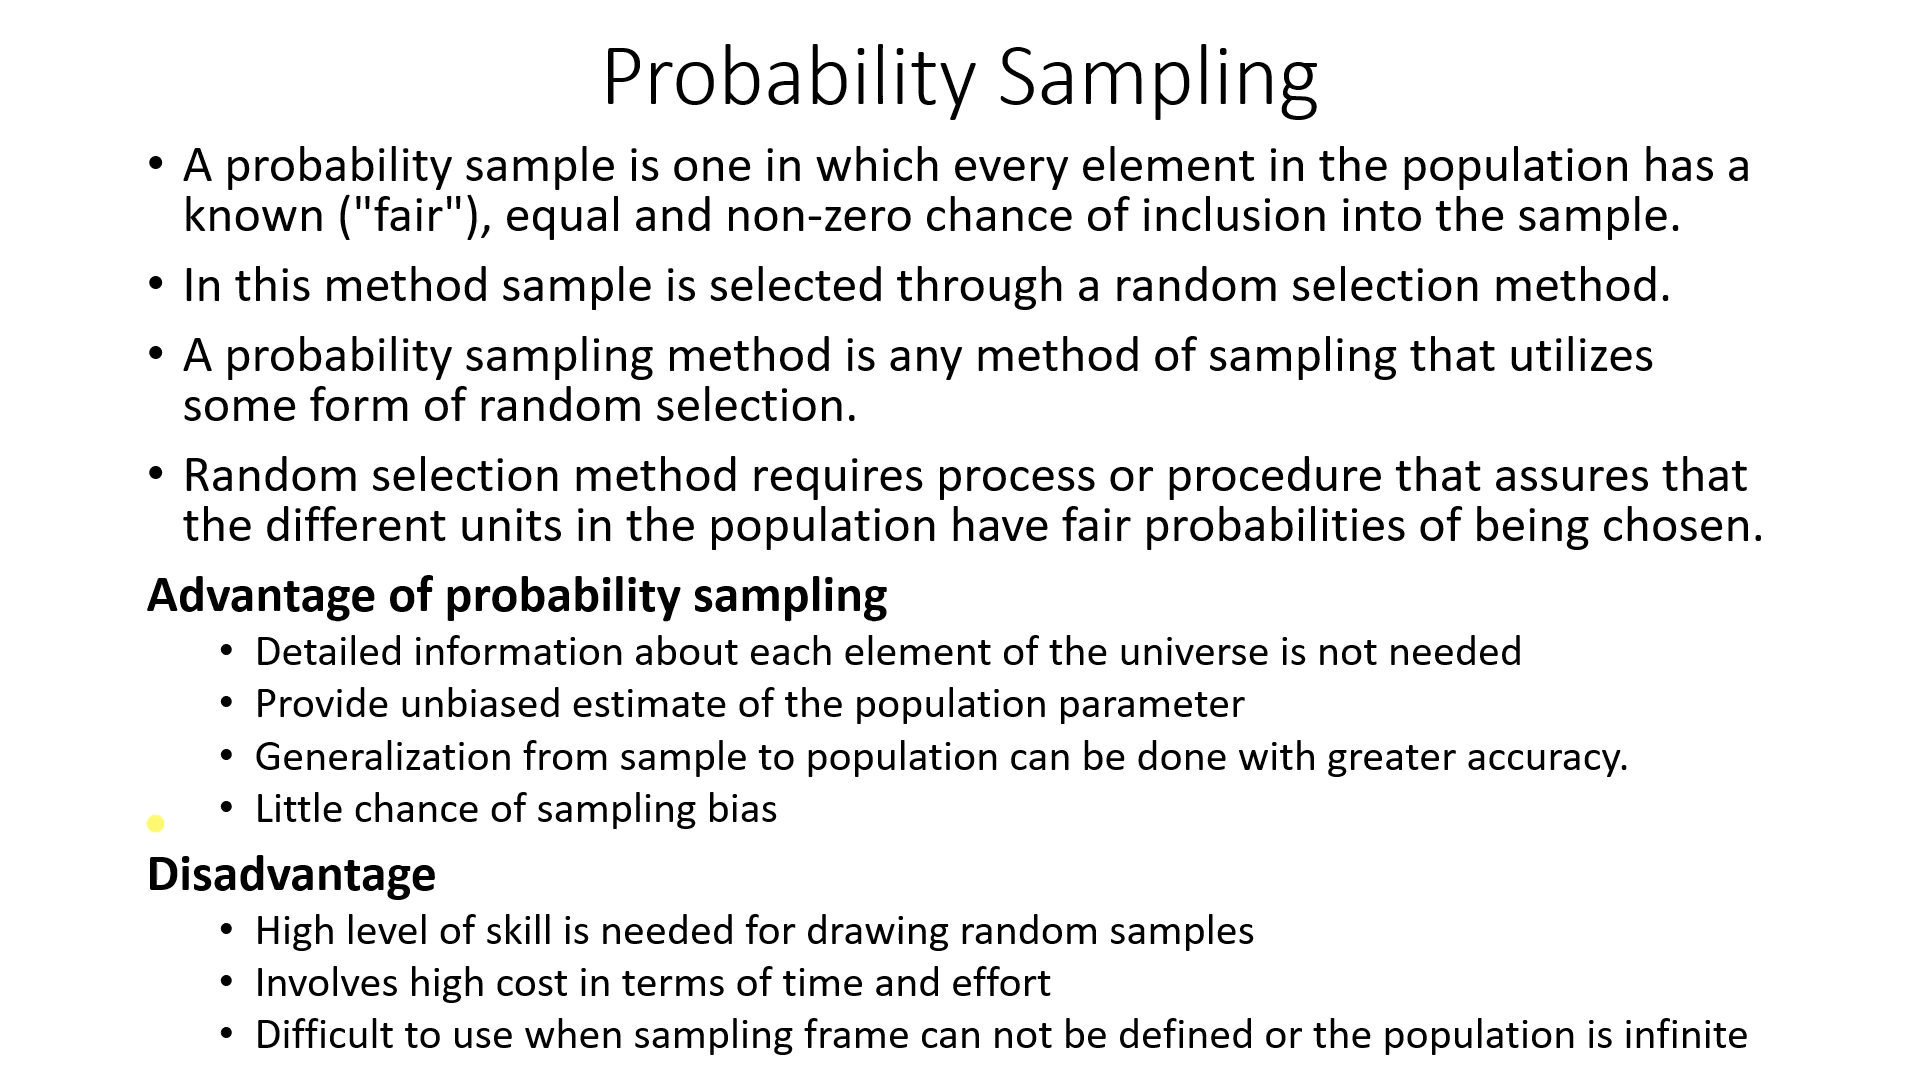 Probability Sampling
• A probability sample is one in which every element in the population has a
known ("fair"), equal and non-zero chance of inclusion into the sample.
• In this method sample is selected through a random selection method.
• A probability sampling method is any method of sampling that utilizes
some form of random selection.
• Random selection method requires process or procedure that assures that
the different units in the population have fair probabilities of being chosen.
Advantage of probability sampling
• Detailed information about each element of the universe is not needed
• Provide unbiased estimate of the population parameter
• Generalization from sample to population can be done with greater accuracy.
• Little chance of sampling bias
Disadvantage
• High level of skill is needed for drawing random samples
• Involves high cost in terms of time and effort
• Difficult to use when sampling frame can not be defined or the population is infinite